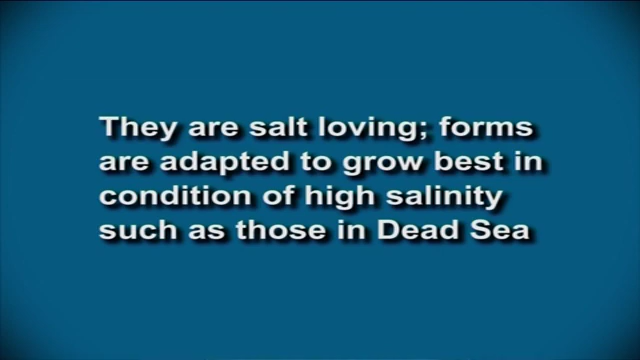 They are salt loving; forms
are adapted to grow best in
condition of high salinity
such as those in Dead Sea